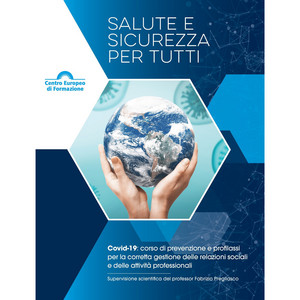 SALUTE E
SICUREZZA
PER TUTTI
Centro Europeo
di Formazione
Covid-19: corso di prevenzione e profilassi
per la corretta gestione delle relazioni sociali
e delle attività professionali
Supervisione scientifica del professor Fabrizio Pregliasco